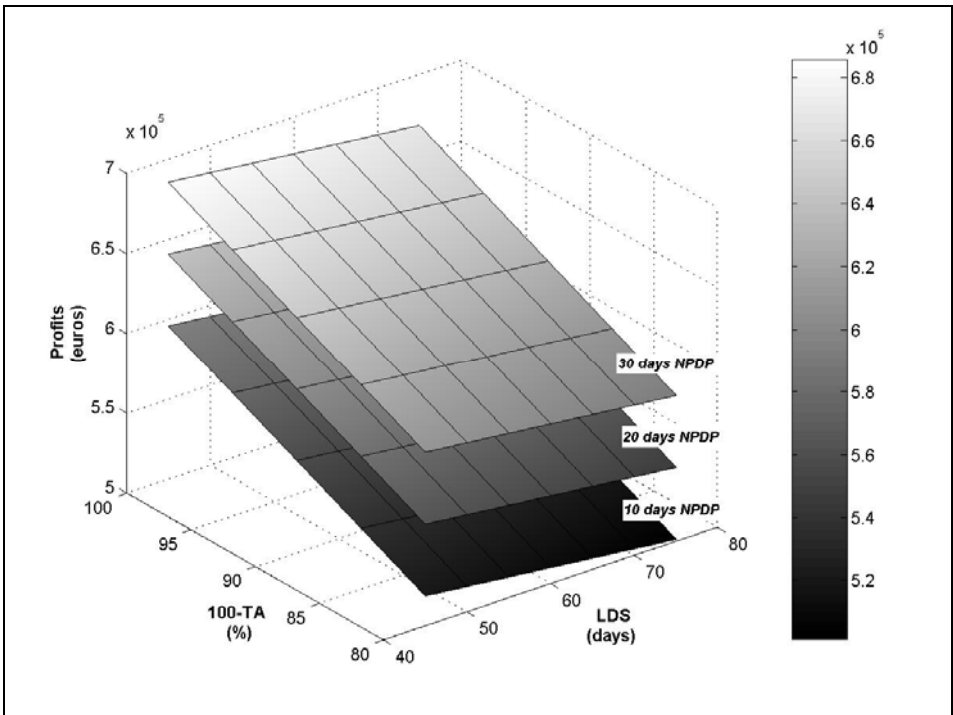 x 10^5
x 10^5
7
6.5
6
5.5
5
Profits
(euros)
100
95
90
85
80
100-TA
(%)
40
50
60
70
80
LDS
(days)
30 days NPDP
20 days NPDP
10 days NPDP
6.8
6.6
6.4
6.2
6
5.8
5.6
5.4
5.2